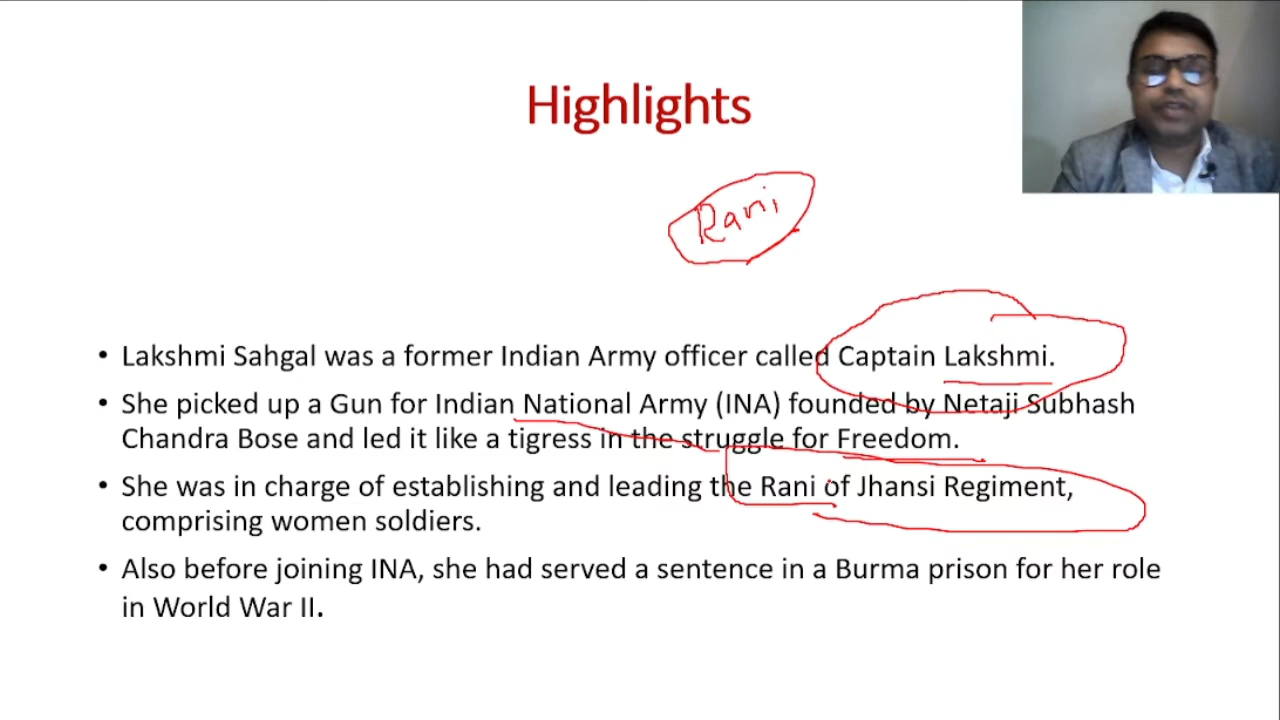 Highlights
Rani
• Lakshmi Sahgal was a former Indian Army officer called Captain Lakshmi.
• She picked up a Gun for Indian National Army (INA) founded by Netaji Subhash
Chandra Bose and led it like a tigress in the struggle for Freedom.
• She was in charge of establishing and leading the Rani of Jhansi Regiment,
comprising women soldiers.
• Also before joining INA, she had served a sentence in a Burma prison for her role
in World War II.